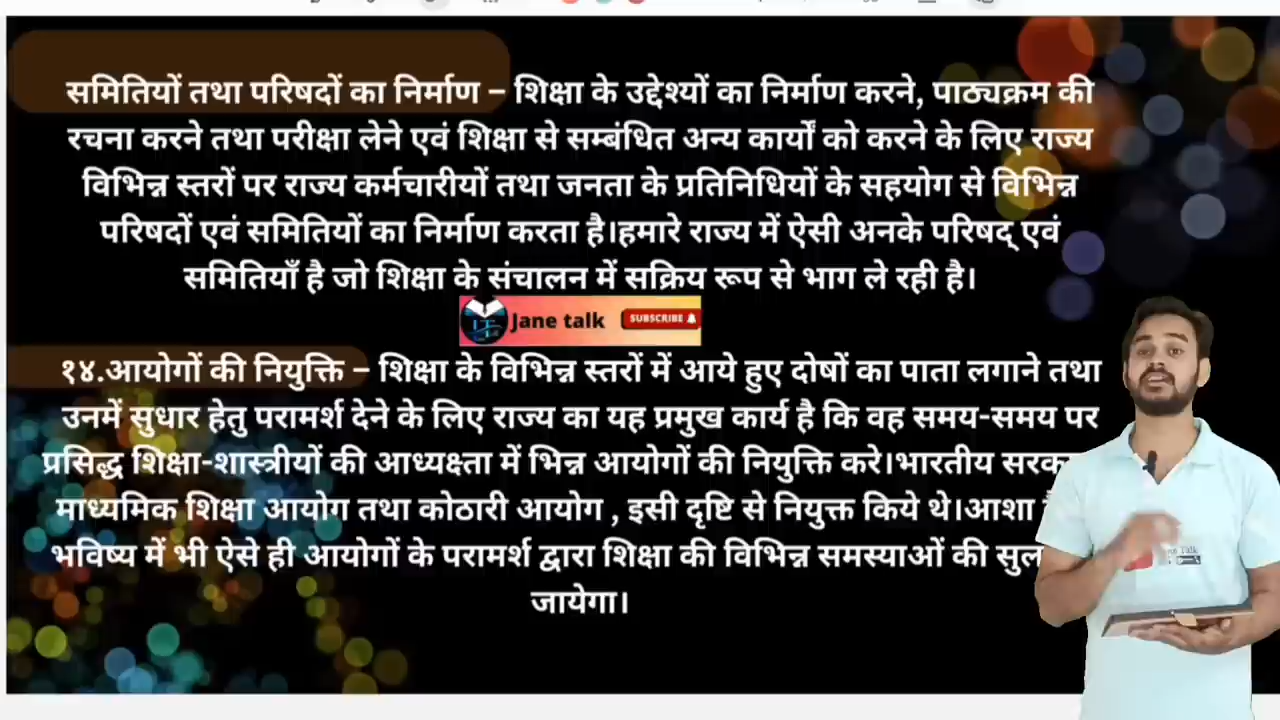 समितियों तथा परिषदों का निर्माण – शिक्षा के उद्देश्यों का निर्माण करने, पाठ्यक्रम की
रचना करने तथा परीक्षा लेने एवं शिक्षा से सम्बंधित अन्य कार्यों को करने के लिए राज्य
विभिन्न स्तरों पर राज्य कर्मचारीयों तथा जनता के प्रतिनिधियों के सहयोग से विभिन्न
परिषदों एवं समितियों का निर्माण करता है।हमारे राज्य में ऐसी अनके परिषद् एवं
समितियाँ है जो शिक्षा के संचालन में सक्रिय रूप से भाग ले रही है।
Jane talk SUBSCRIBE
१४.आयोगों की नियुक्ति – शिक्षा के विभिन्न स्तरों में आये हुए दोषों का पाता लगाने तथा
उनमें सुधार हेतु परामर्श देने के लिए राज्य का यह प्रमुख कार्य है कि वह समय-समय पर
प्रसिद्ध शिक्षा-शास्त्रीयों की आध्यक्ष्ता में भिन्न आयोगों की नियुक्ति करे।भारतीय
माध्यमिक शिक्षा आयोग तथा कोठारी आयोग , इसी दृष्टि से नियुक्त किये थे।आशा
भविष्य में भी ऐसे ही आयोगों के परामर्श द्वारा शिक्षा की विभिन्न समस्याओं की
जायेगा।